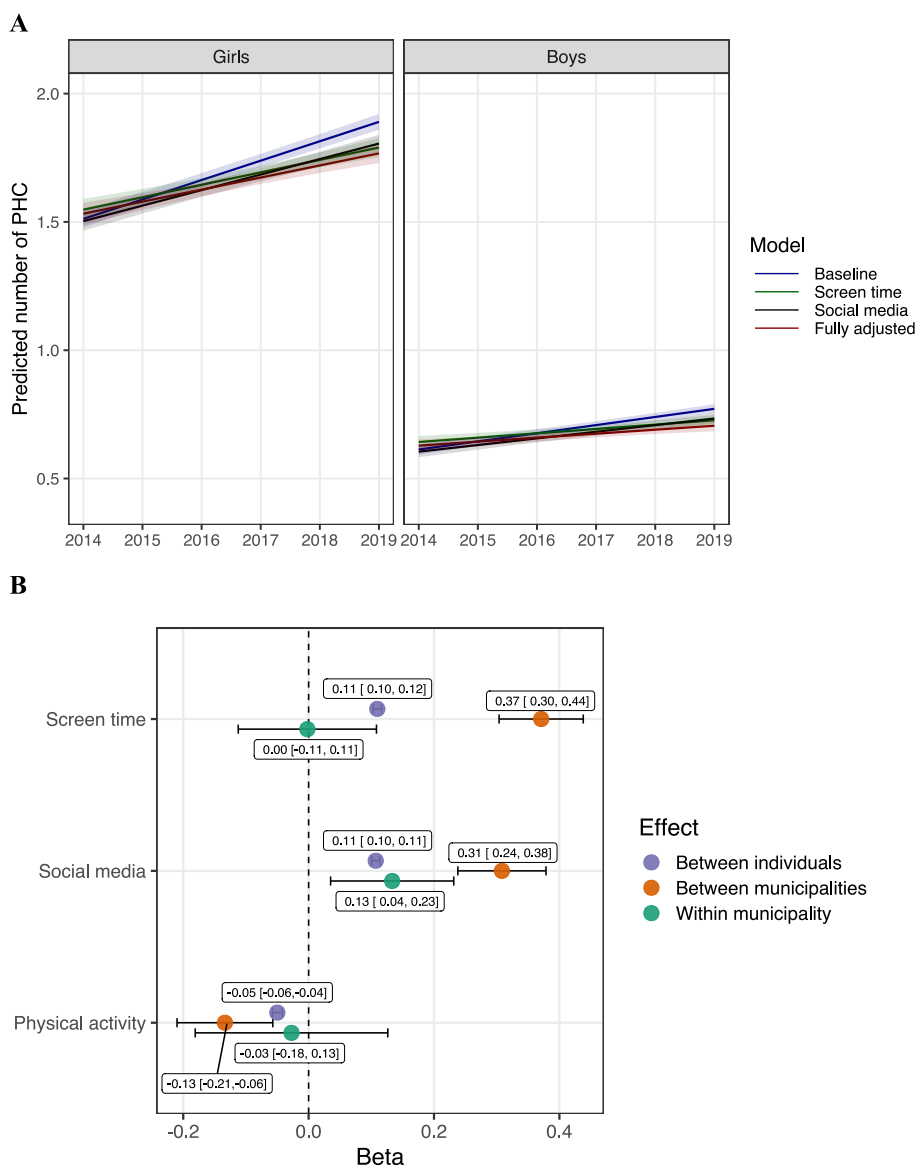 A
Girls
Boys
2.0
1.5
1.0
0.5
Predicted number of PHC
2014 2015 2016 2017 2018 2019
2014 2015 2016 2017 2018 2019
Model
Baseline
Screen time
Social media
Fully adjusted
B
Screen time
Social media
Physical activity
0.11 [ 0.10, 0.12]
0.37 [ 0.30, 0.44]
0.00 [-0.11, 0.11]
0.11 [ 0.10, 0.11]
0.31 [ 0.24, 0.38]
0.13 [ 0.04, 0.23]
-0.05 [-0.06,-0.04]
-0.03 [-0.18, 0.13]
-0.13 [-0.21,-0.06]
-0.2 0.0 0.2 0.4
Beta
Effect
Between individuals
Between municipalities
Within municipality